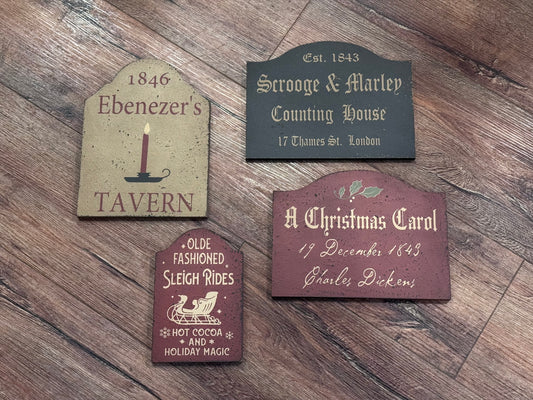 1846
Ebenezer's
TAVERN
Est. 1843
Scrooge & Marley
Counting House
17 Thames St. London
A Christmas Carol
19 December 1843
Charles Dickens
OLDE
FASHIONED
SLEIGH RIDES
HOT COCOA
AND
HOLIDAY MAGIC